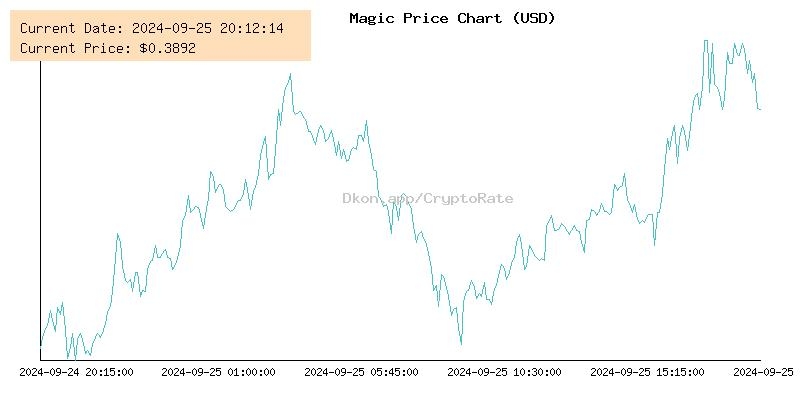 Magic Price Chart (USD)
Current Date: 2024-09-25 20:12:14
Current Price: $0.3892
Dkon.app/CryptoRate
2024-09-24 20:15:00 2024-09-25 01:00:00 2024-09-25 05:45:00 2024-09-25 10:30:00 2024-09-25 15:15:00 2024-09-25